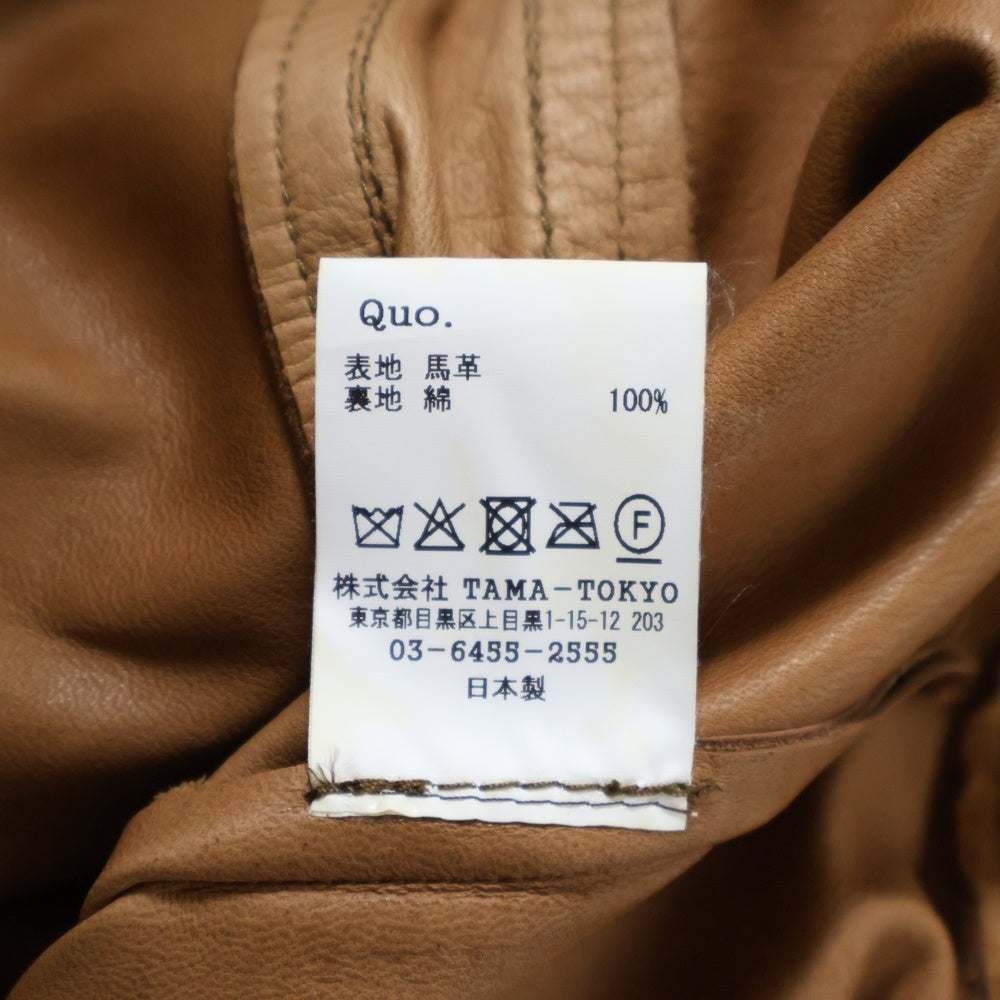 Quo.
表地 馬革
裏地 綿 100%
F
株式会社 TAMA-TOKYO
東京都目黒区上目黒1-15-12 203
03-6455-2555
日本製